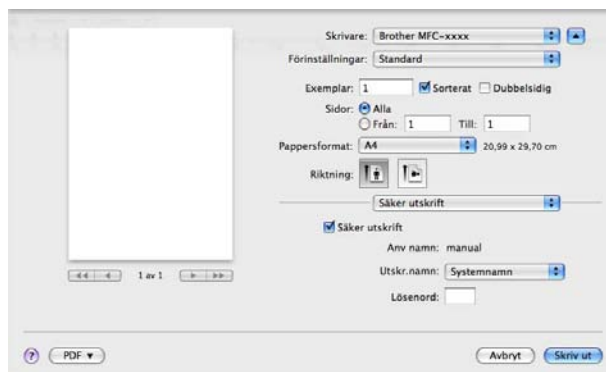 Skrivare: Brother MFC-xxxx
Förinställningar: Standard
Exemplar: 1 Sorterat Dubbelsidig
Sidor: Alla
Från: 1 Till: 1
Pappersformat: A4 20,99 x 29,70 cm
Riktning:
Säker utskrift
Säker utskrift
Anv namn: manual
Utskr.namn: Systemnamn
Lösenord:
1 av 1
? PDF Avbryt Skriv ut